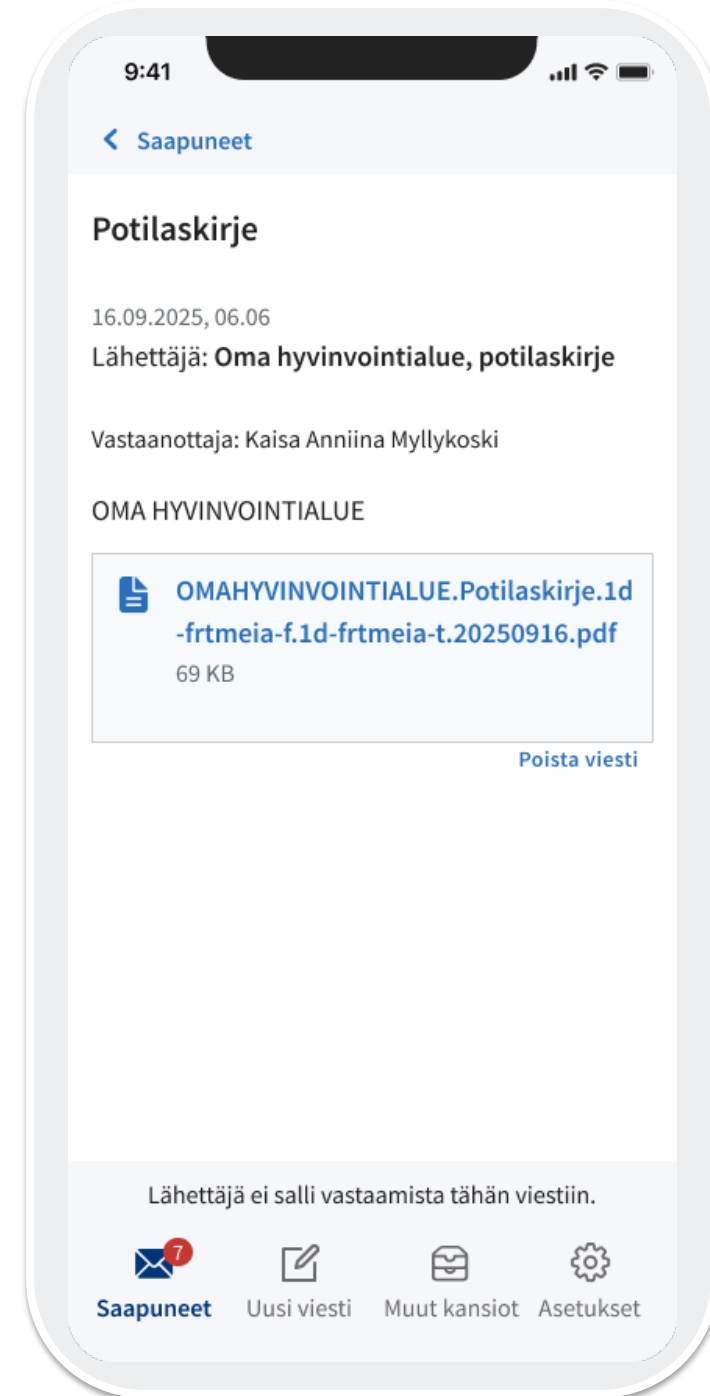 9:41
Saapuneet
Potilaskirje
16.09.2025, 06.06
Lähettäjä: Oma hyvinvointialue, potilaskirje
Vastaanottaja: Kaisa Anniina Myllykoski
OMA HYVINVOINTIALUE
OMAHYVINVOINTIALUE.Potilaskirje.1d
-frtmeia-f.1d-frtmeia-t.20250916.pdf
69 KB
Poista viesti
Lähettäjä ei salli vastaamista tähän viestiin.
7
Saapuneet Uusi viesti Muut kansiot Asetukset